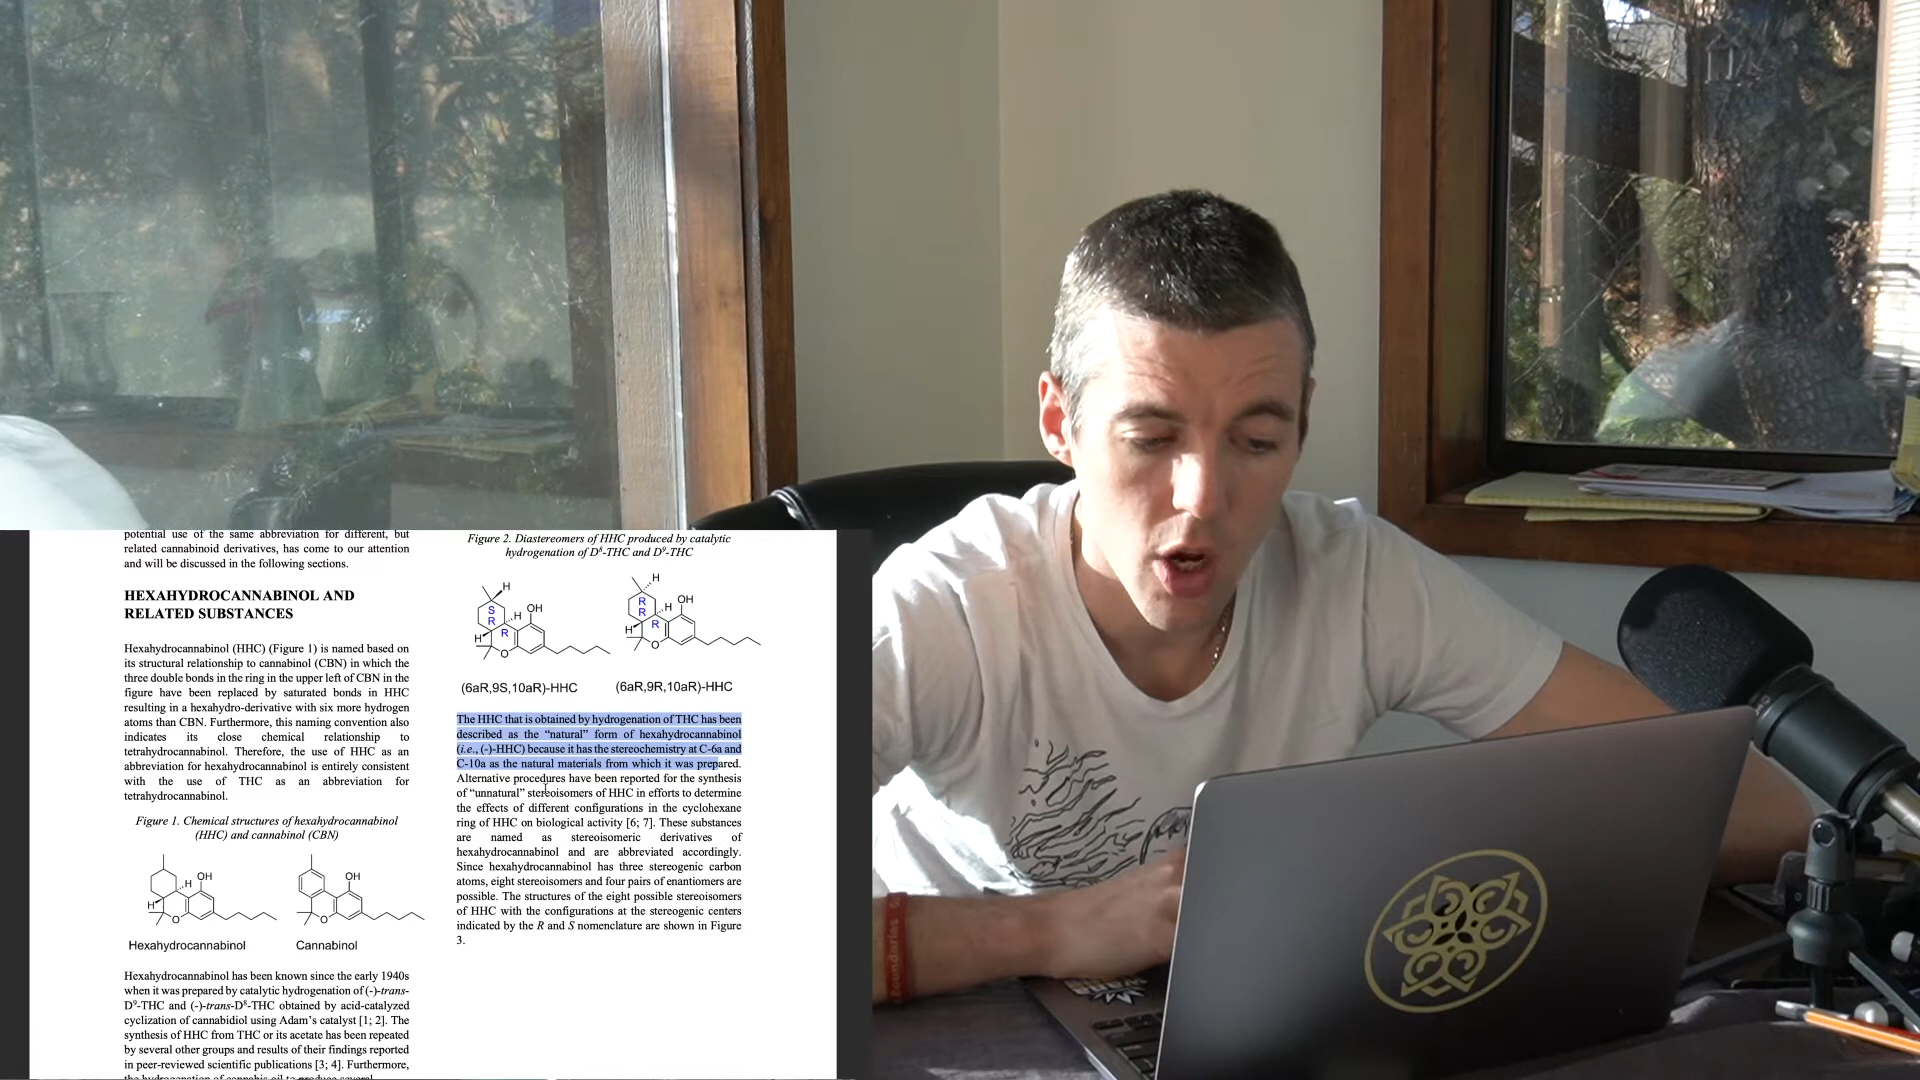 potential use of the same abbreviation for different, but
related cannabinoid derivatives, has come to our attention
and will be discussed in the following sections.
HEXAHYDROCANNABINOL AND
RELATED SUBSTANCES
Hexahydrocannabinol (HHC) (Figure 1) is named based on
its structural relationship to cannabinol (CBN) in which the
three double bonds in the ring in the upper left of CBN in the
figure have been replaced by saturated bonds in HHC
resulting in a hexahydro-derivative with six more hydrogen
atoms than CBN. Furthermore, this naming convention also
indicates its close chemical relationship to
tetrahydrocannabinol. Therefore, the use of HHC as an
abbreviation for hexahydrocannabinol is entirely consistent
with the use of THC as an abbreviation for
tetrahydrocannabinol.
Figure 1. Chemical structures of hexahydrocannabinol
(HHC) and cannabinol (CBN)
H OH
H
O
OH
O
Hexahydrocannabinol Cannabinol
Hexahydrocannabinol has been known since the early 1940s
when it was prepared by catalytic hydrogenation of (-)-trans-
D⁹-THC and (-)-trans-D⁸-THC obtained by acid-catalyzed
cyclization of cannabidiol using Adam's catalyst [1; 2]. The
synthesis of HHC from THC or its acetate has been repeated
by several other groups and results of their findings reported
in peer-reviewed scientific publications [3; 4]. Furthermore,
the hydrogenation of cannabis oil to produce several
Figure 2. Diastereomers of HHC produced by catalytic
hydrogenation of D⁸-THC and D⁹-THC
H
S H OH
R
H R
O
H
R H OH
R
H R
O
(6aR,9S,10aR)-HHC (6aR,9R,10aR)-HHC
The HHC that is obtained by hydrogenation of THC has been
described as the “natural” form of hexahydrocannabinol
(i.e., (-)-HHC) because it has the stereochemistry at C-6a and
C-10a as the natural materials from which it was prepared.
Alternative procedures have been reported for the synthesis
of “unnatural” stereoisomers of HHC in efforts to determine
the effects of different configurations in the cyclohexane
ring of HHC on biological activity [6; 7]. These substances
are named as stereoisomeric derivatives of
hexahydrocannabinol and are abbreviated accordingly.
Since hexahydrocannabinol has three stereogenic carbon
atoms, eight stereoisomers and four pairs of enantiomers are
possible. The structures of the eight possible stereoisomers
of HHC with the configurations at the stereogenic centers
indicated by the R and S nomenclature are shown in Figure
3.